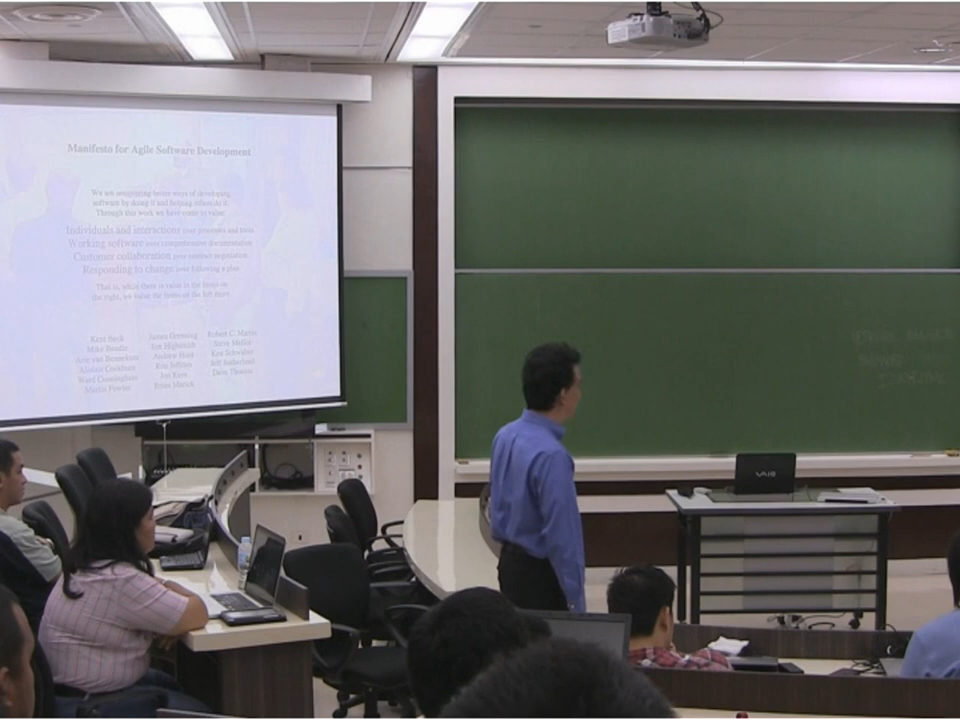 Manifesto for Agile Software Development
We are uncovering better ways of developing
software by doing it and helping others do it.
Through this work we have come to value:
Individuals and interactions over processes and tools
Working software over comprehensive documentation
Customer collaboration over contract negotiation
Responding to change over following a plan
That is, while there is value in the items on
the right, we value the items on the left more.
Kent Beck
Mike Beedle
Arie van Bennekum
Alistair Cockburn
Ward Cunningham
Martin Fowler
James Grenning
Jim Highsmith
Andrew Hunt
Ron Jeffries
Jon Kern
Brian Marick
Robert C. Martin
Steve Mellor
Ken Schwaber
Jeff Sutherland
Dave Thomas
VAIO